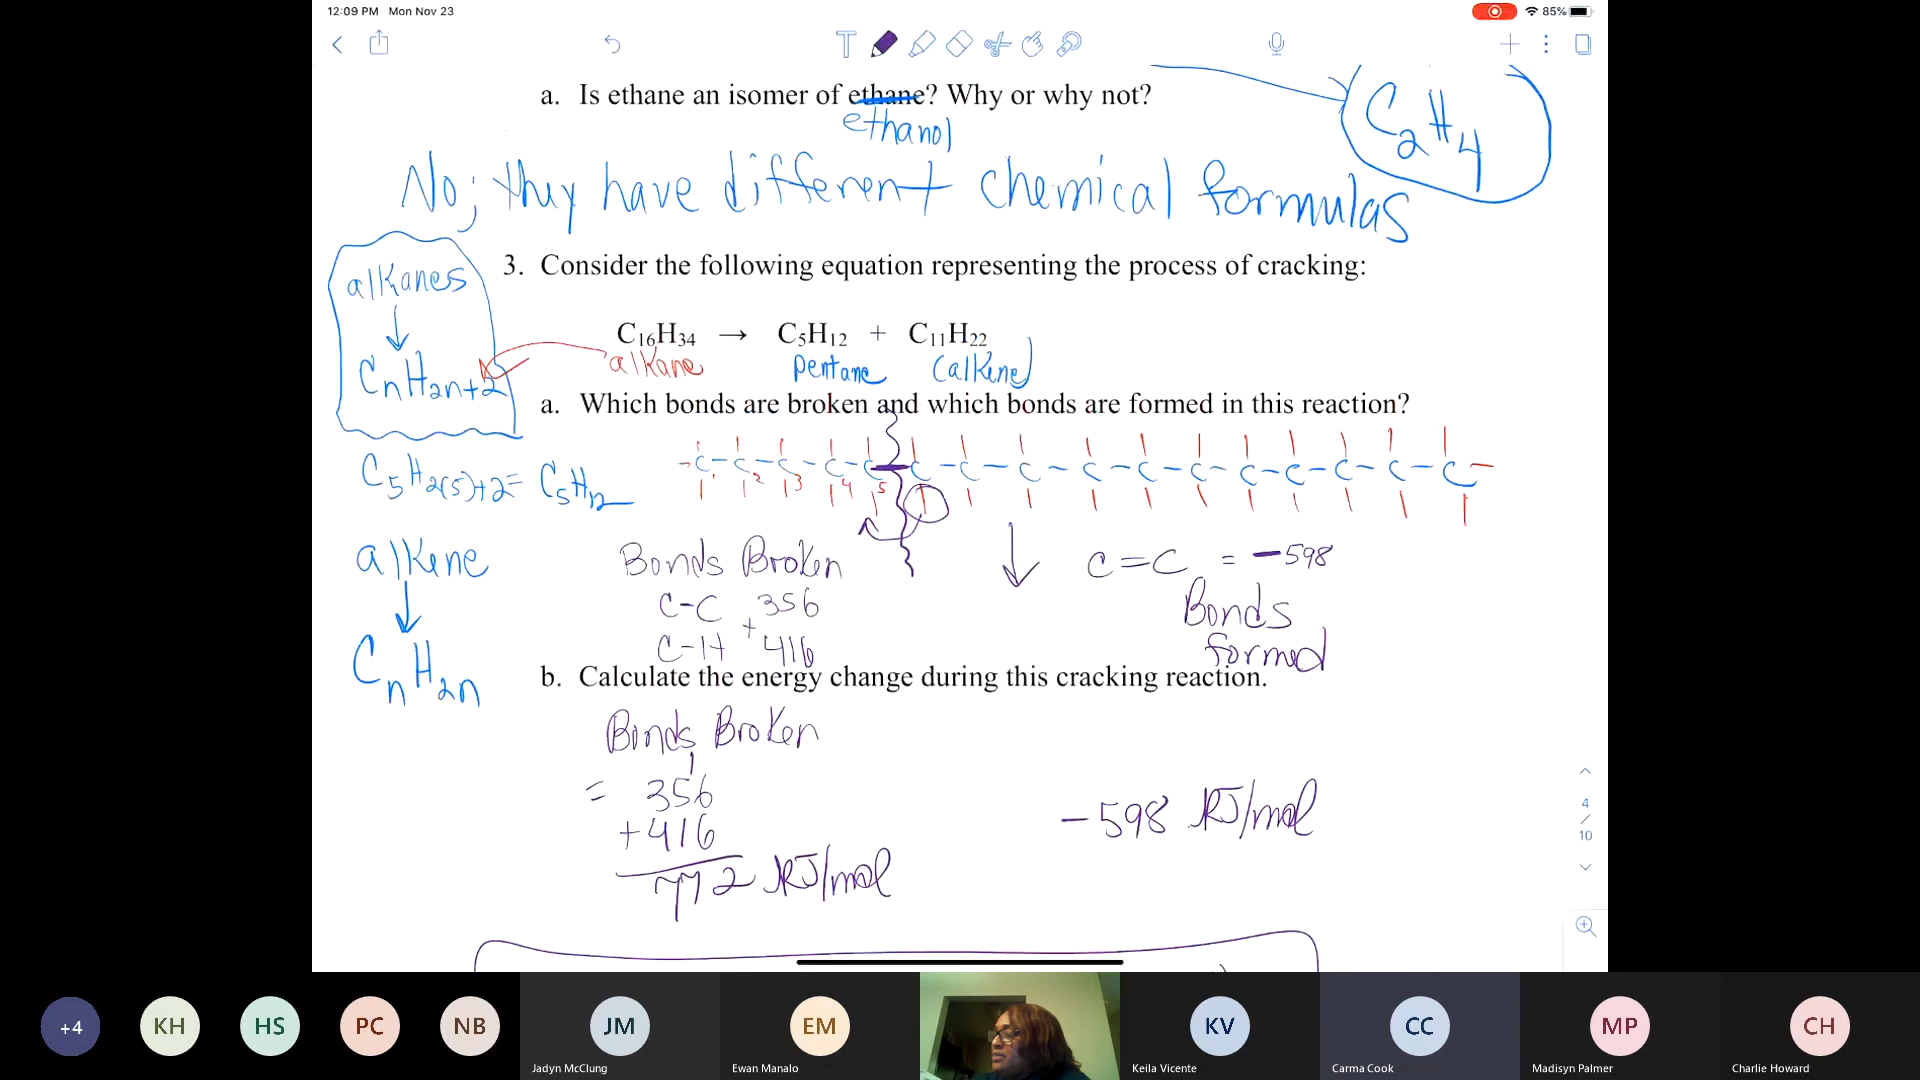 12:09 PM Mon Nov 23
85%
a. Is ethane an isomer of ethane? Why or why not?
ethanol
C2H4
No; they have different chemical formulas
alkanes
CnH2n+2
3. Consider the following equation representing the process of cracking:
C₁₆H₃₄ → C₅H₁₂ + C₁₁H₂₂
alkane pentane (alkene)
a. Which bonds are broken and which bonds are formed in this reaction?
C-C-C-C-C-C-C-C-C-C-C-C-C-C-C-C
1 2 3 4 5
C5H2(5)+2 = C5H12
alkene
CnH2n
Bonds Broken
C-C 356
+
C-H 416
C=C = -598
Bonds
formed
b. Calculate the energy change during this cracking reaction.
Bonds Broken
= 356
+416
772 KJ/mol
-598 KJ/mol
4
/
10
+4
KH
HS
PC
NB
JM
Jadyn McClung
EM
Ewan Manalo
KV
Keila Vicente
CC
Carma Cook
MP
Madisyn Palmer
CH
Charlie Howard